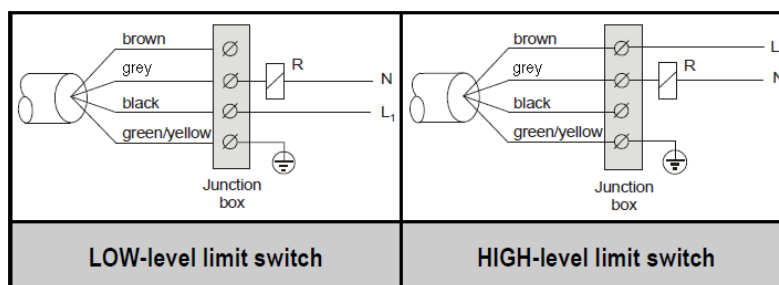 brown
grey
black
green/yellow
R
N
L1
Junction
box
brown
grey
black
green/yellow
R
L
N
Junction
box
LOW-level limit switch
HIGH-level limit switch